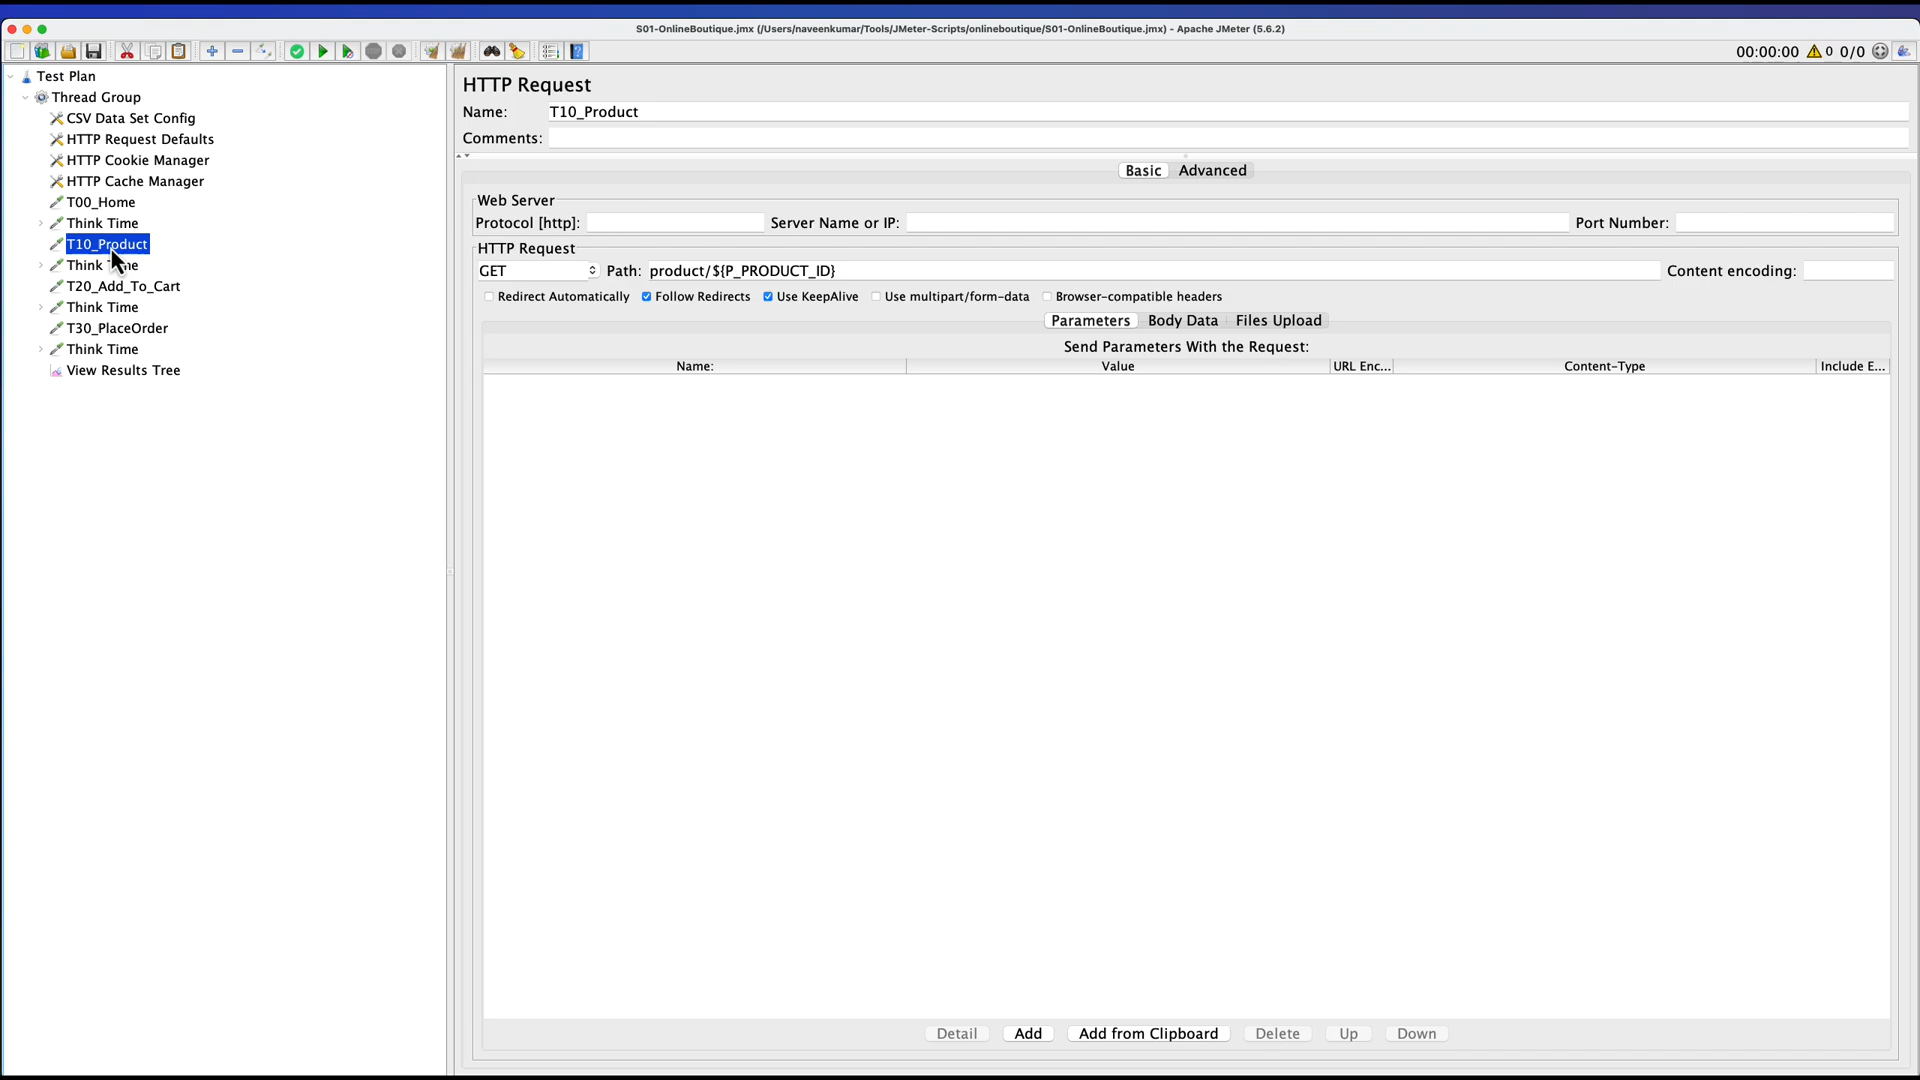 S01-OnlineBoutique.jmx (/Users/naveenkumar/Tools/JMeter-Scripts/onlineboutique/S01-OnlineBoutique.jmx) - Apache JMeter (5.6.2)
00:00:00 0 0/0
Test Plan
Thread Group
CSV Data Set Config
HTTP Request Defaults
HTTP Cookie Manager
HTTP Cache Manager
T00_Home
Think Time
T10_Product
Think
T20_Add_To_Cart
Think Time
T30_PlaceOrder
Think Time
View Results Tree
HTTP Request
Name: T10_Product
Comments:
Basic Advanced
Web Server
Protocol [http]: Server Name or IP: Port Number:
HTTP Request
GET Path: product/${P_PRODUCT_ID} Content encoding:
Redirect Automatically Follow Redirects Use KeepAlive Use multipart/form-data Browser-compatible headers
Parameters Body Data Files Upload
Send Parameters With the Request:
Name: Value URL Enc... Content-Type Include E...
Detail Add Add from Clipboard Delete Up Down